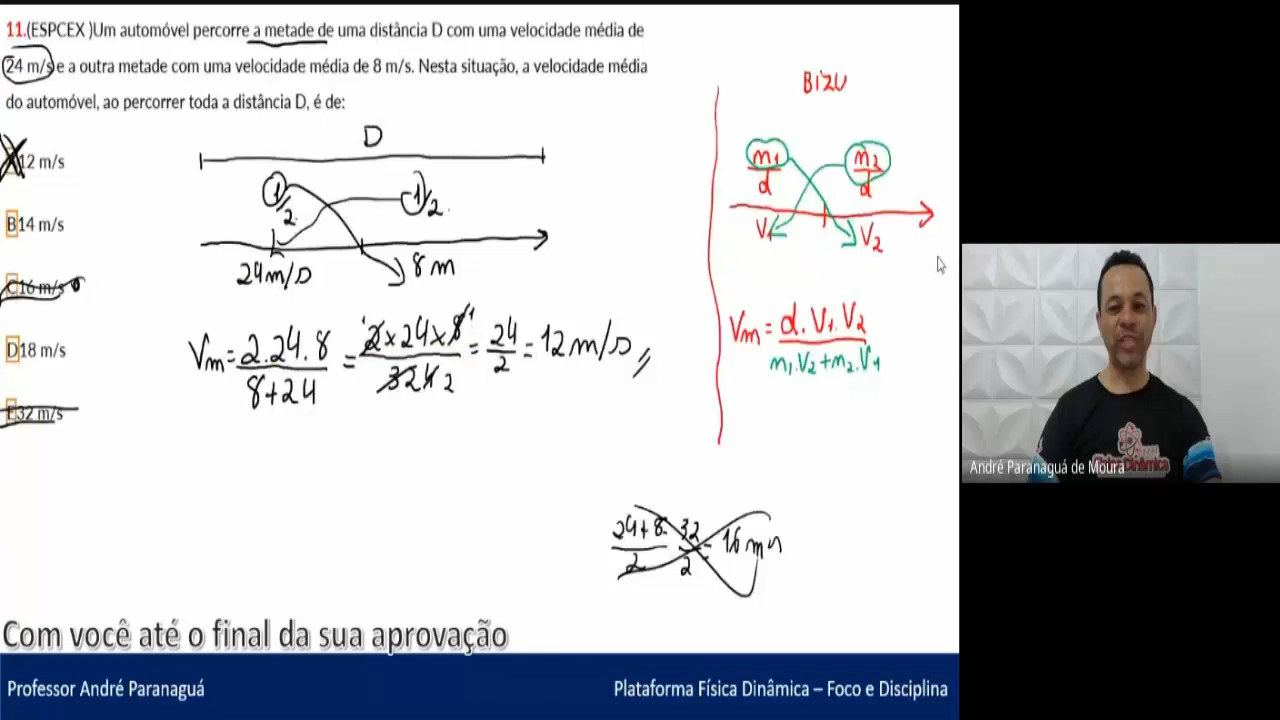 11.(ESPCEX )Um automóvel percorre a metade de uma distância D com uma velocidade média de
24 m/s e a outra metade com uma velocidade média de 8 m/s. Nesta situação, a velocidade média
do automóvel, ao percorrer toda a distância D, é de:
BIZU
D
12 m/s
B 14 m/s
C 16 m/s
D 18 m/s
E 32 m/s
1/2
1/2
24 m/s
8 m
m1/d
m2/d
V1
V2
Vm = 2.24.8/8+24 = 2x24x8/32 4 2 = 24/2 = 12 m/s
Vm = d.V1.V2/m1.V2+m2.V1
24+8/2 32/2 = 16 m
André Paranaguá de Moura
Física Dinâmica
Com você até o final da sua aprovação
Professor André Paranaguá
Plataforma Física Dinâmica – Foco e Disciplina